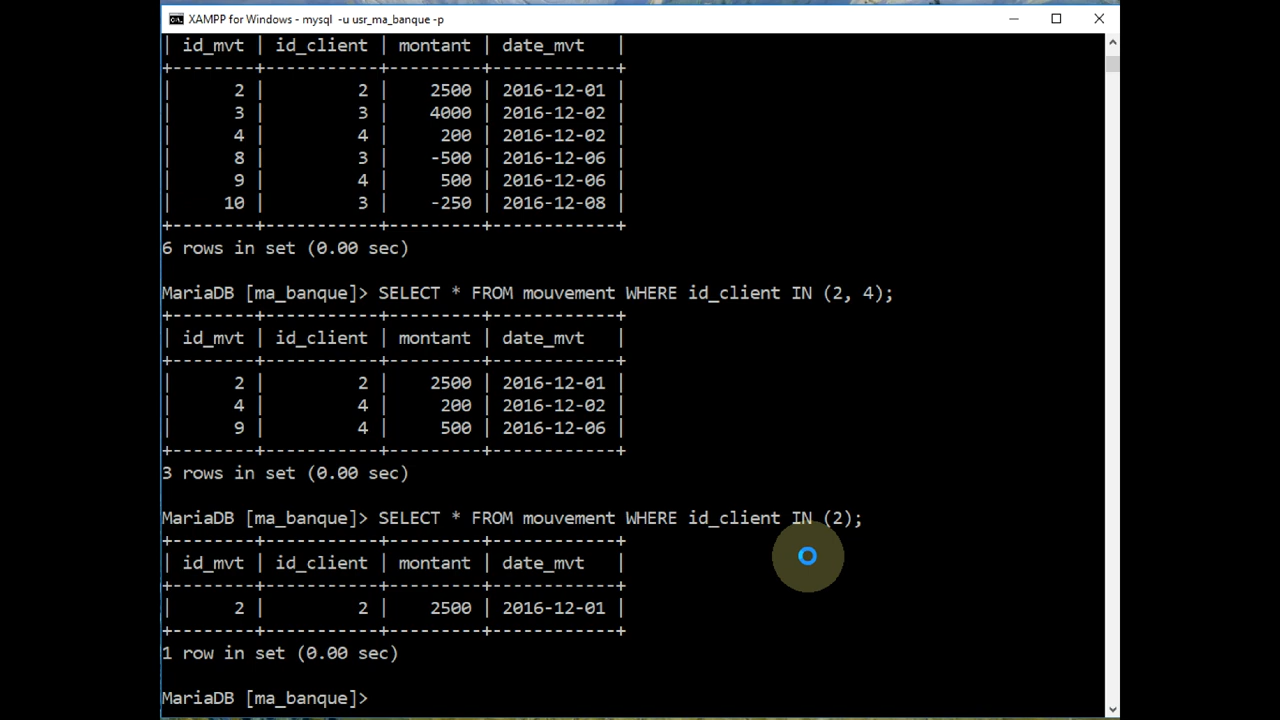 XAMPP for Windows - mysql  -u usr_ma_banque -p
| id_mvt | id_client | montant | date_mvt   |
+--------+-----------+---------+------------+
|      2 |         2 |    2500 | 2016-12-01 |
|      3 |         3 |    4000 | 2016-12-02 |
|      4 |         4 |     200 | 2016-12-02 |
|      8 |         3 |    -500 | 2016-12-06 |
|      9 |         4 |     500 | 2016-12-06 |
|     10 |         3 |    -250 | 2016-12-08 |
+--------+-----------+---------+------------+
6 rows in set (0.00 sec)
MariaDB [ma_banque]> SELECT * FROM mouvement WHERE id_client IN (2, 4);
+--------+-----------+---------+------------+
| id_mvt | id_client | montant | date_mvt   |
+--------+-----------+---------+------------+
|      2 |         2 |    2500 | 2016-12-01 |
|      4 |         4 |     200 | 2016-12-02 |
|      9 |         4 |     500 | 2016-12-06 |
+--------+-----------+---------+------------+
3 rows in set (0.00 sec)
MariaDB [ma_banque]> SELECT * FROM mouvement WHERE id_client IN (2);
+--------+-----------+---------+------------+
| id_mvt | id_client | montant | date_mvt   |
+--------+-----------+---------+------------+
|      2 |         2 |    2500 | 2016-12-01 |
+--------+-----------+---------+------------+
1 row in set (0.00 sec)
MariaDB [ma_banque]>